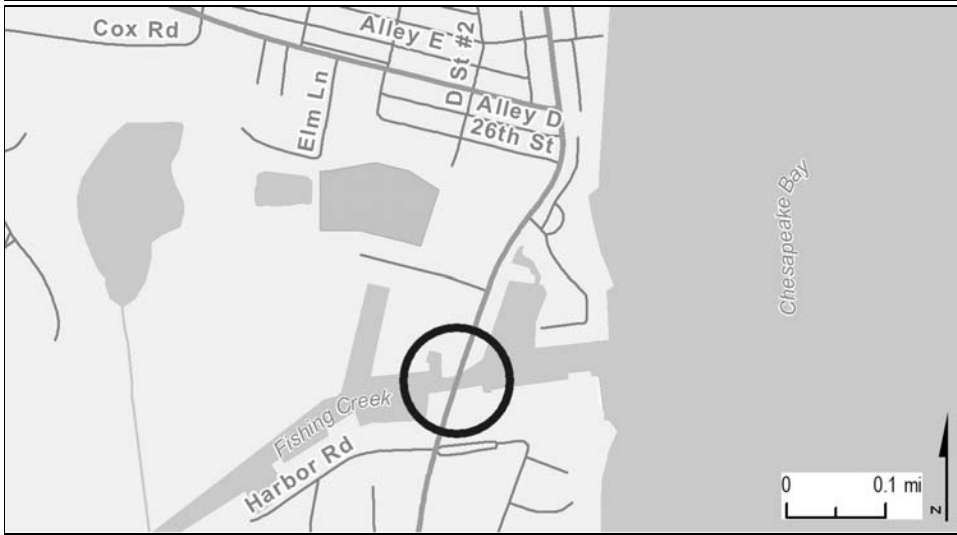 Cox Rd
Alley E
D St #2
Elm Ln
Alley D
26th St
Chesapeake Bay
Fishing Creek
Harbor Rd
0 0.1 mi
N